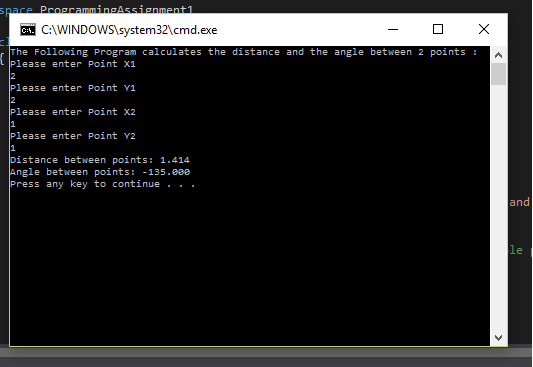 space ProgrammingAssignment1
C:\WINDOWS\system32\cmd.exe
The Following Program calculates the distance and the angle between 2 points :
Please enter Point X1
2
Please enter Point Y1
2
Please enter Point X2
1
Please enter Point Y2
1
Distance between points: 1.414
Angle between points: -135.000
Press any key to continue . . .
{
and